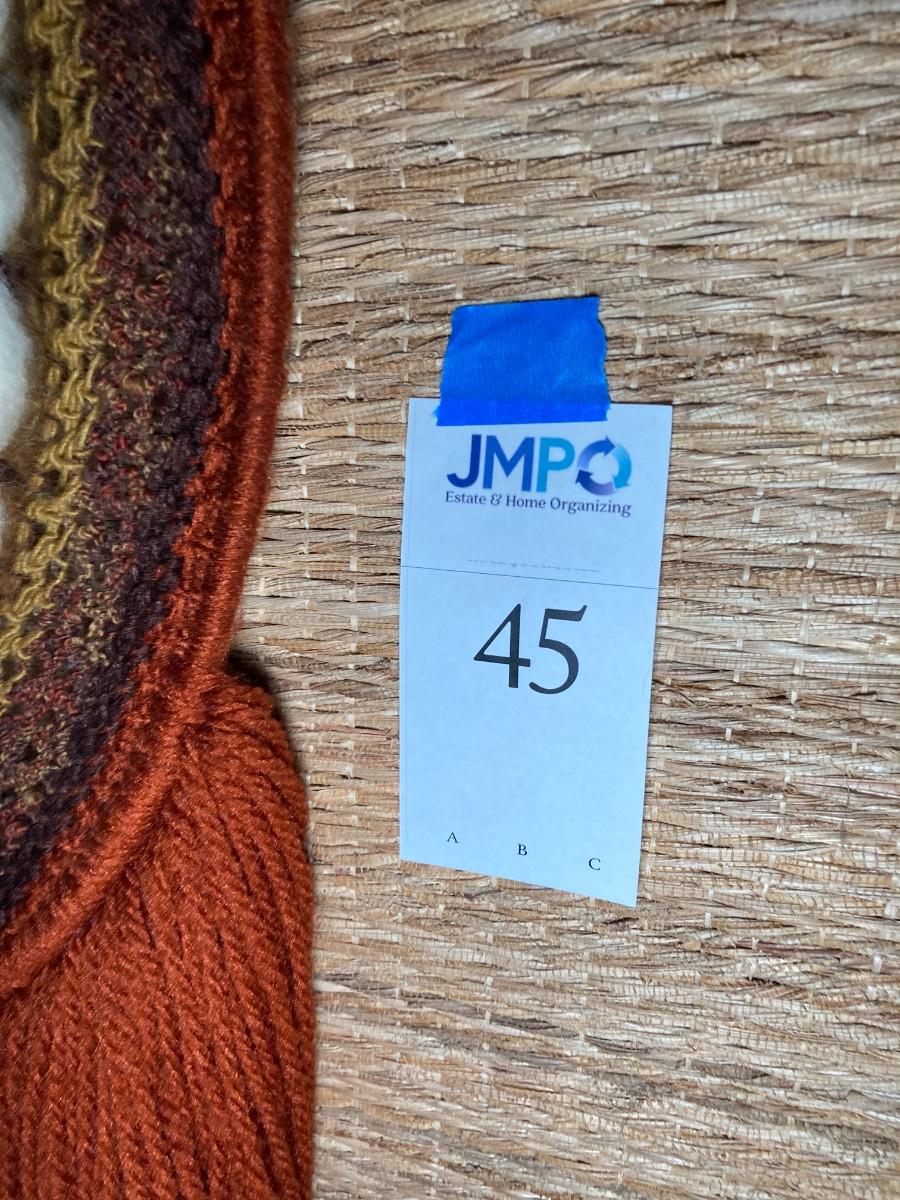 JMPO
Estate & Home Organizing
45
A B C